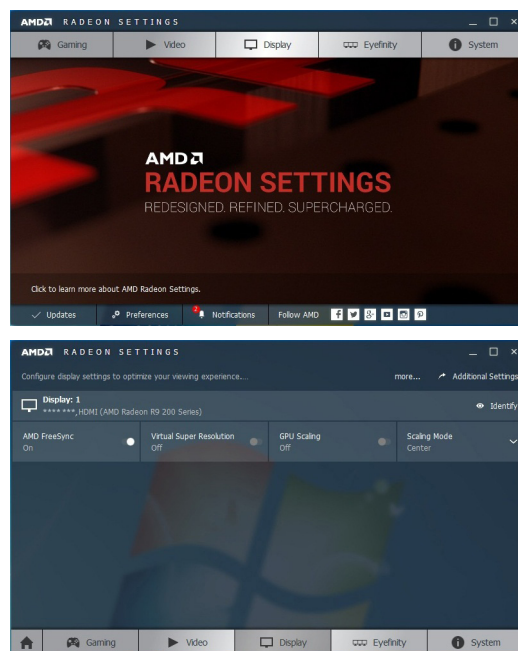 AMD RADEON SETTINGS
Gaming Video Display Eyefinity System
AMD
RADEON SETTINGS
REDESIGNED. REFINED. SUPERCHARGED.
Click to learn more about AMD Radeon Settings.
Updates Preferences 2 Notifications Follow AMD
AMD RADEON SETTINGS
Configure display settings to optimize your viewing experience.... more... Additional Settings
Display: 1
**** ***,HDMI (AMD Radeon R9 200 Series) Identify
AMD FreeSync Virtual Super Resolution GPU Scaling Scaling Mode
On Off Off Center
Gaming Video Display Eyefinity System